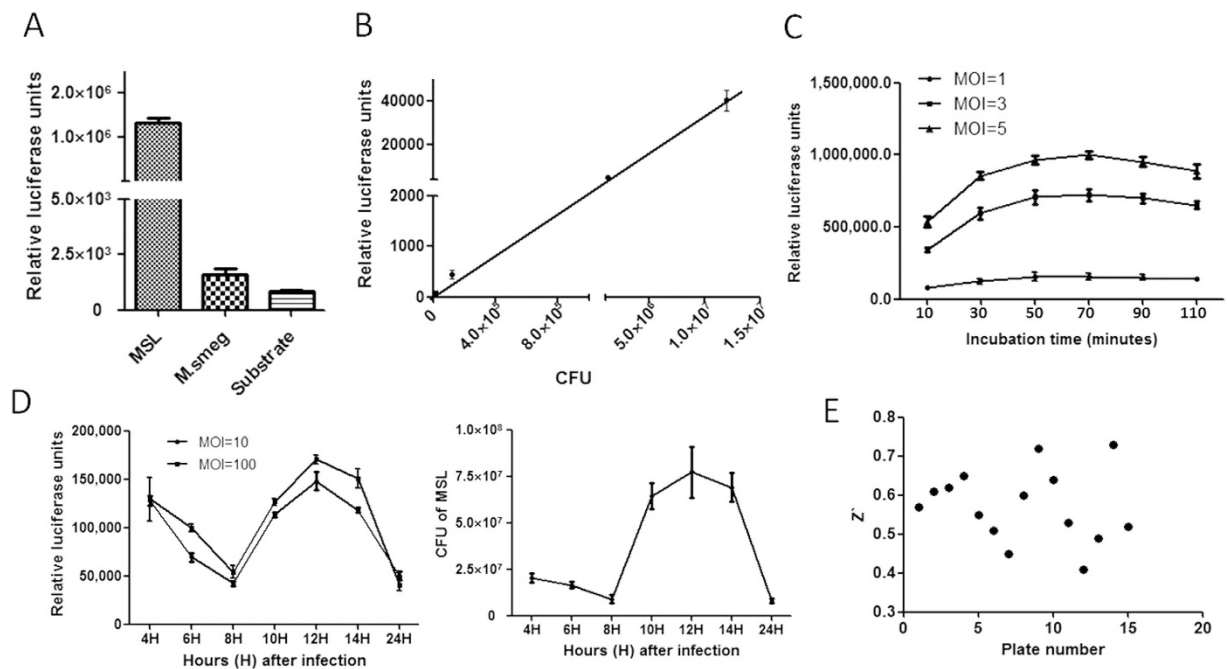 A
Relative luciferase units
2.0×10⁶
1.0×10⁶
5.0×10³
2.5×10³
0
MSL
M.smeg
Substrate
B
Relative luciferase units
40000
20000
2000
1000
0
0
4.0×10⁵
8.0×10⁵
5.0×10⁶
1.0×10⁷
1.5×10⁷
CFU
C
Relative luciferase units
1,500,000.0
1,000,000.0
500,000.0
0.0
MOI=1
MOI=3
MOI=5
10 30 50 70 90 110
Incubation time (minutes)
D
Relative luciferase units
200,000
150,000
100,000
50,000
0
MOI=10
MOI=100
4H 6H 8H 10H 12H 14H 24H
Hours (H) after infection
CFU of MSL
1.0×10⁸
7.5×10⁷
5.0×10⁷
2.5×10⁷
0
4H 6H 8H 10H 12H 14H 24H
Hours (H) after infection
E
Z`
0.8
0.7
0.6
0.5
0.4
0.3
0 5 10 15 20
Plate number